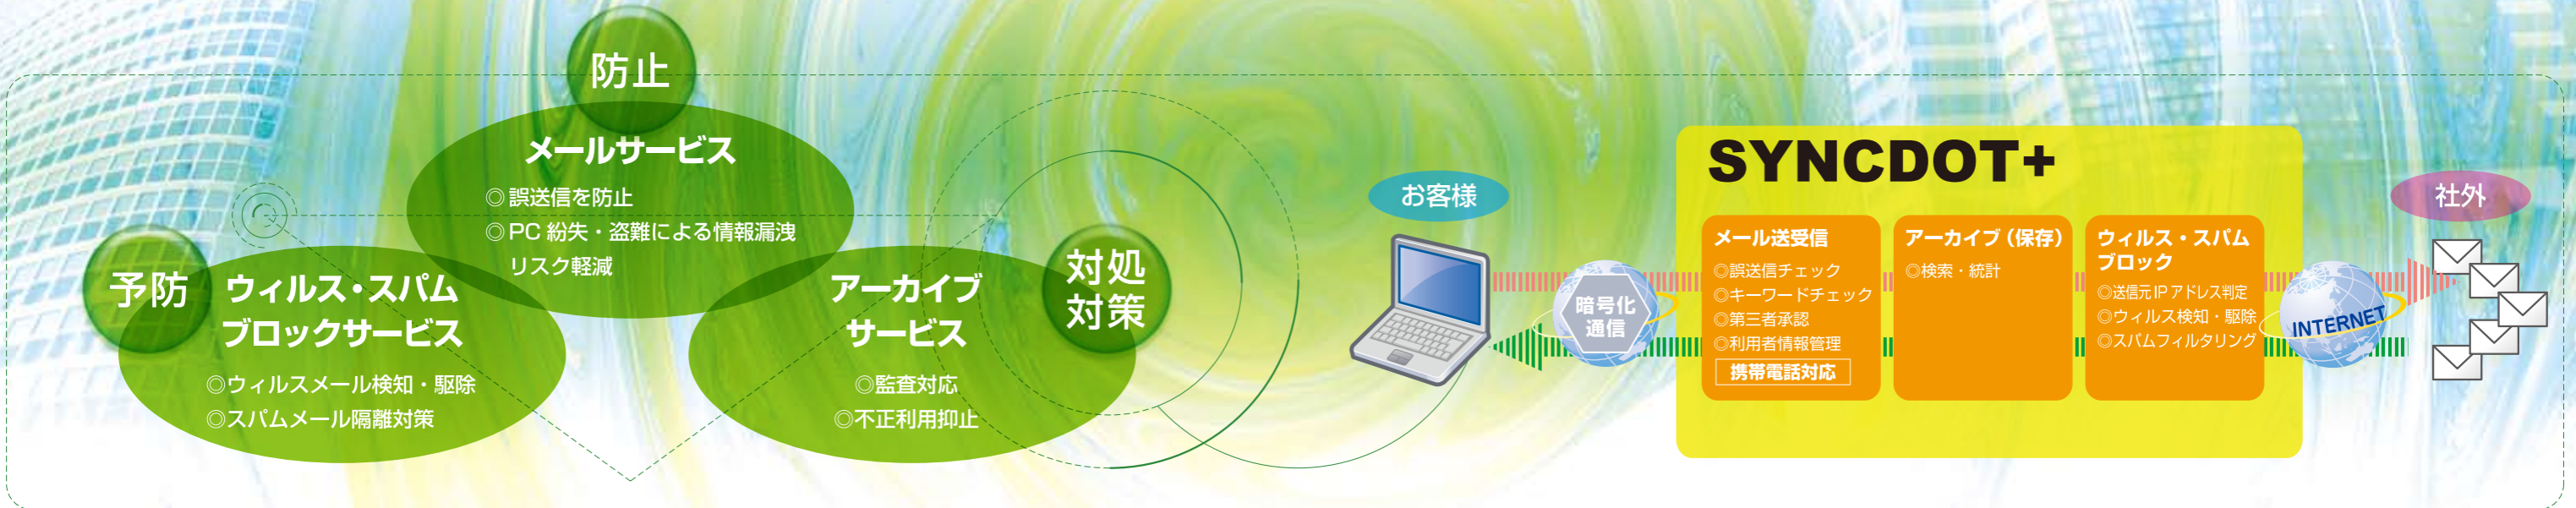 防止
メールサービス
◎誤送信を防止
◎PC 紛失・盗難による情報漏洩
リスク軽減
予防
ウィルス・スパム
ブロックサービス
◎ウィルスメール検知・駆除
◎スパムメール隔離対策
対処
対策
アーカイブ
サービス
◎監査対応
◎不正利用抑止
お客様
暗号化
通信
SYNCDOT+
メール送受信
◎誤送信チェック
◎キーワードチェック
◎第三者承認
◎利用者情報管理
携帯電話対応
アーカイブ（保存）
◎検索・統計
ウィルス・スパム
ブロック
◎送信元IPアドレス判定
◎ウィルス検知・駆除
◎スパムフィルタリング
INTERNET
社外